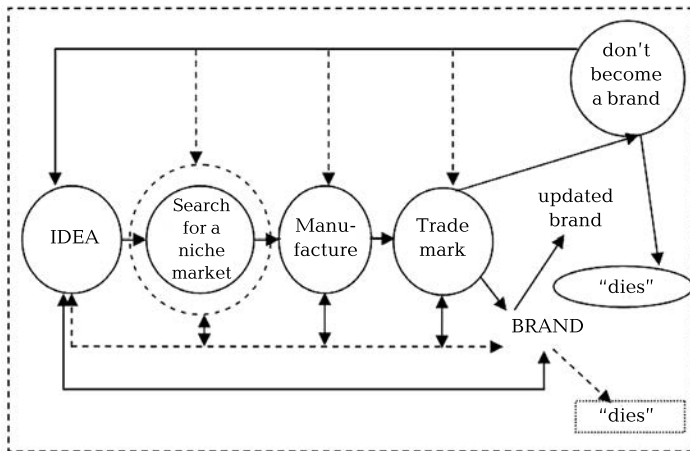 don't
become
a brand
IDEA
Search
for a
niche
market
Manu-
facture
Trade
mark
updated
brand
“dies”
BRAND
“dies”